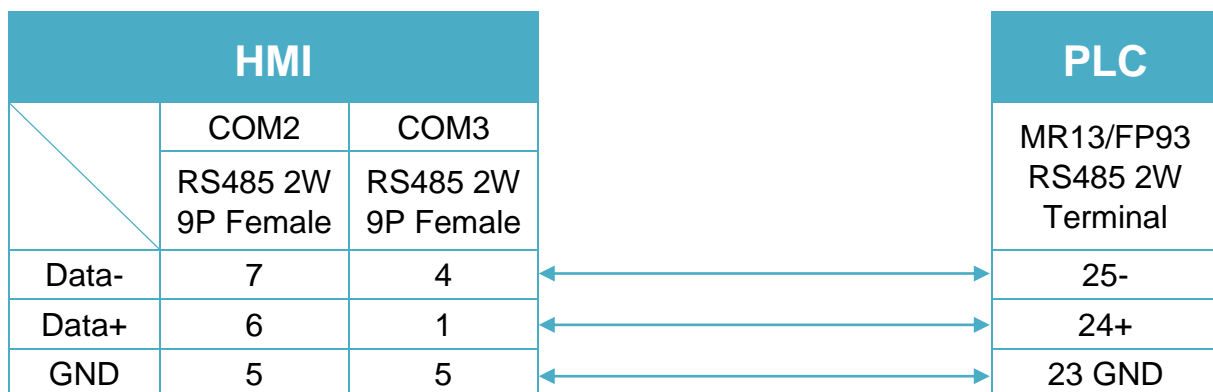 HMI
PLC
COM2 COM3
MR13/FP93
RS485 2W
Terminal
RS485 2W RS485 2W
9P Female 9P Female
Data- 7 4 25-
Data+ 6 1 24+
GND 5 5 23 GND